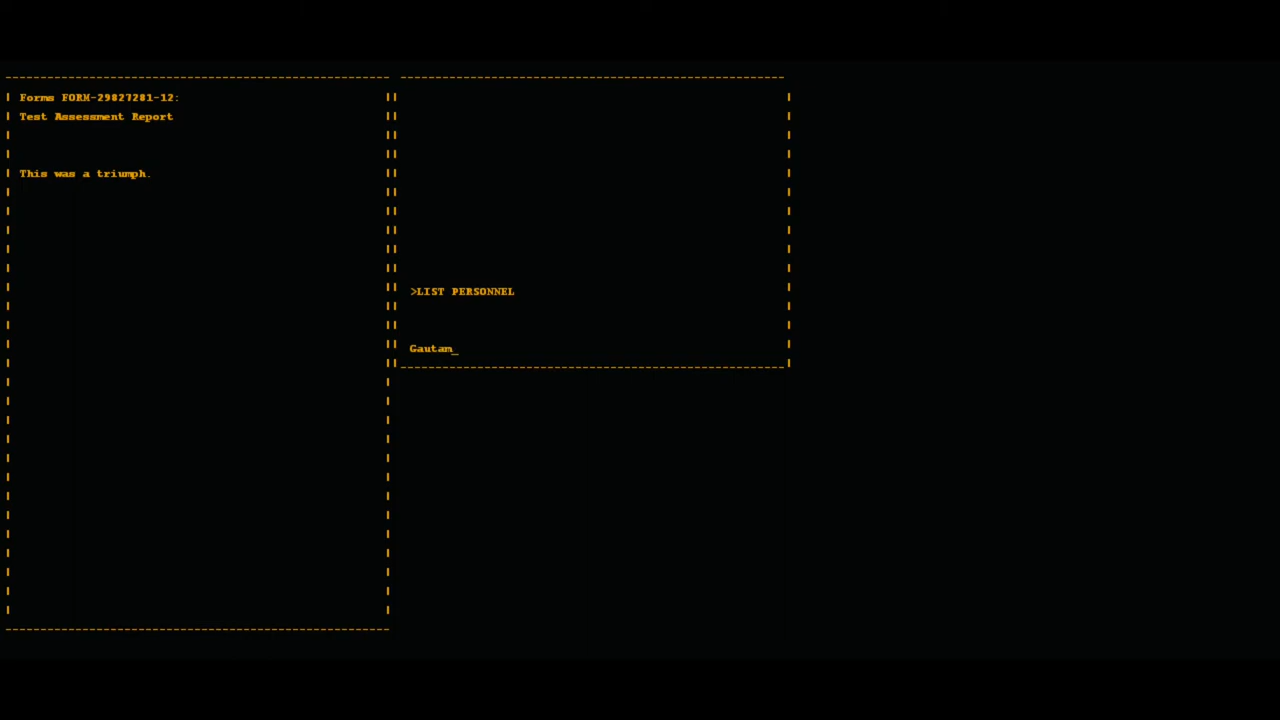 Forms FORM-29827281-12:
Test Assessment Report
This was a triumph.
>LIST PERSONNEL
Gautam_